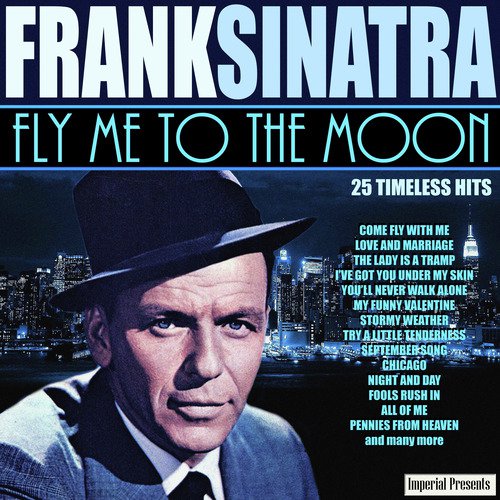 FRANKSINATRA
FLY ME TO THE MOON
25 TIMELESS HITS
COME FLY WITH ME
LOVE AND MARRIAGE
THE LADY IS A TRAMP
I'VE GOT YOU UNDER MY SKIN
YOU'LL NEVER WALK ALONE
MY FUNNY VALENTINE
STORMY WEATHER
TRY A LITTLE TENDERNESS
SEPTEMBER SONG
CHICAGO
NIGHT AND DAY
FOOLS RUSH IN
ALL OF ME
PENNIES FROM HEAVEN
and many more
Imperial Presents